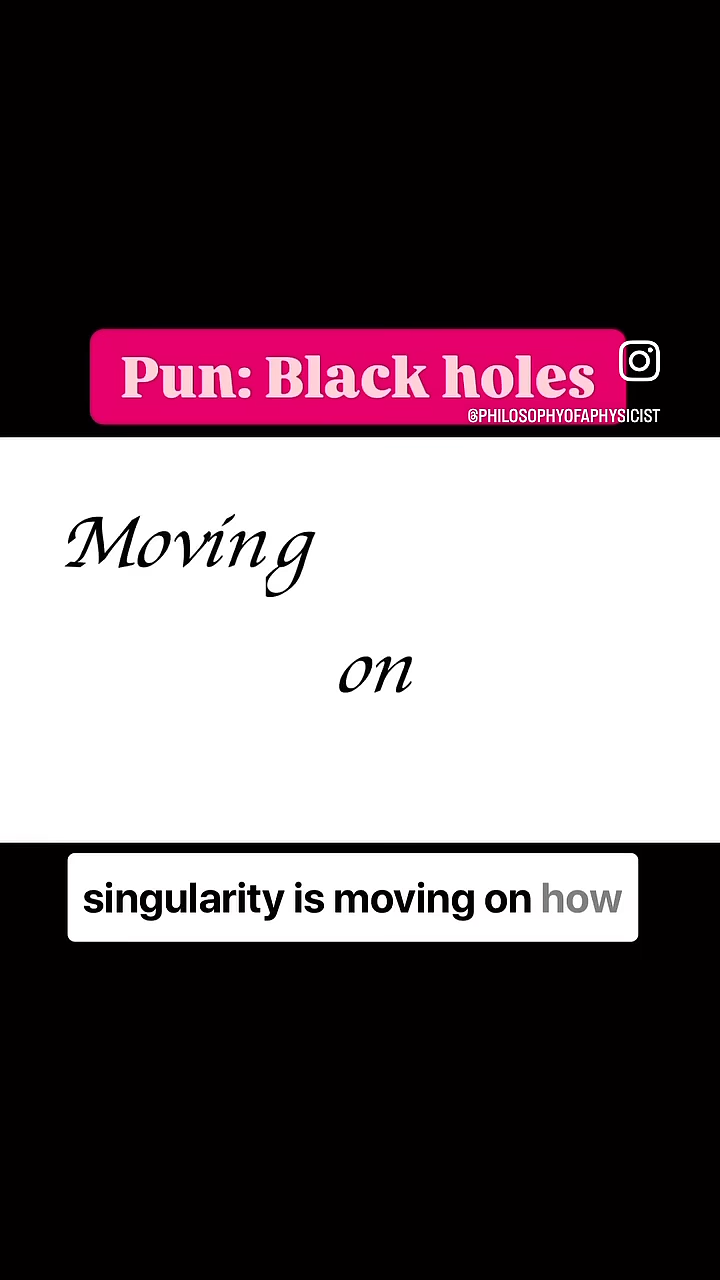 Pun: Black holes
@PHILOSOPHYOFAPHYSICIST
Moving
on
singularity is moving on how